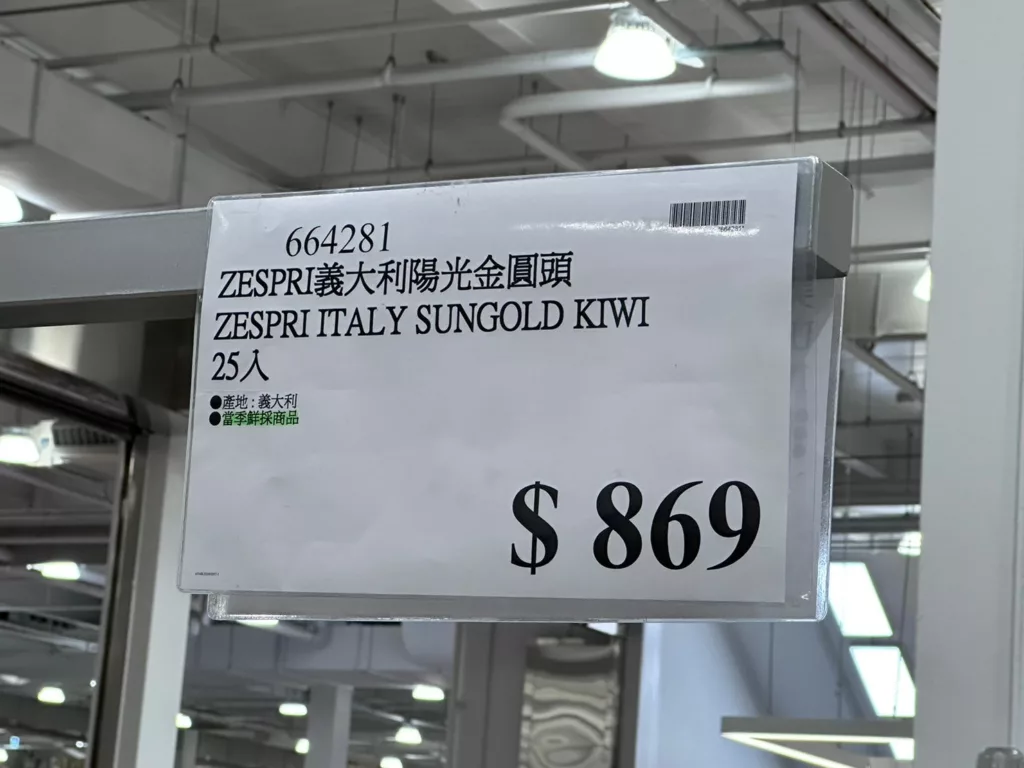 664281
ZESPRI義大利陽光金圓頭
ZESPRI ITALY SUNGOLD KIWI
25入
●產地 : 義大利
●當季鮮採商品
$ 869